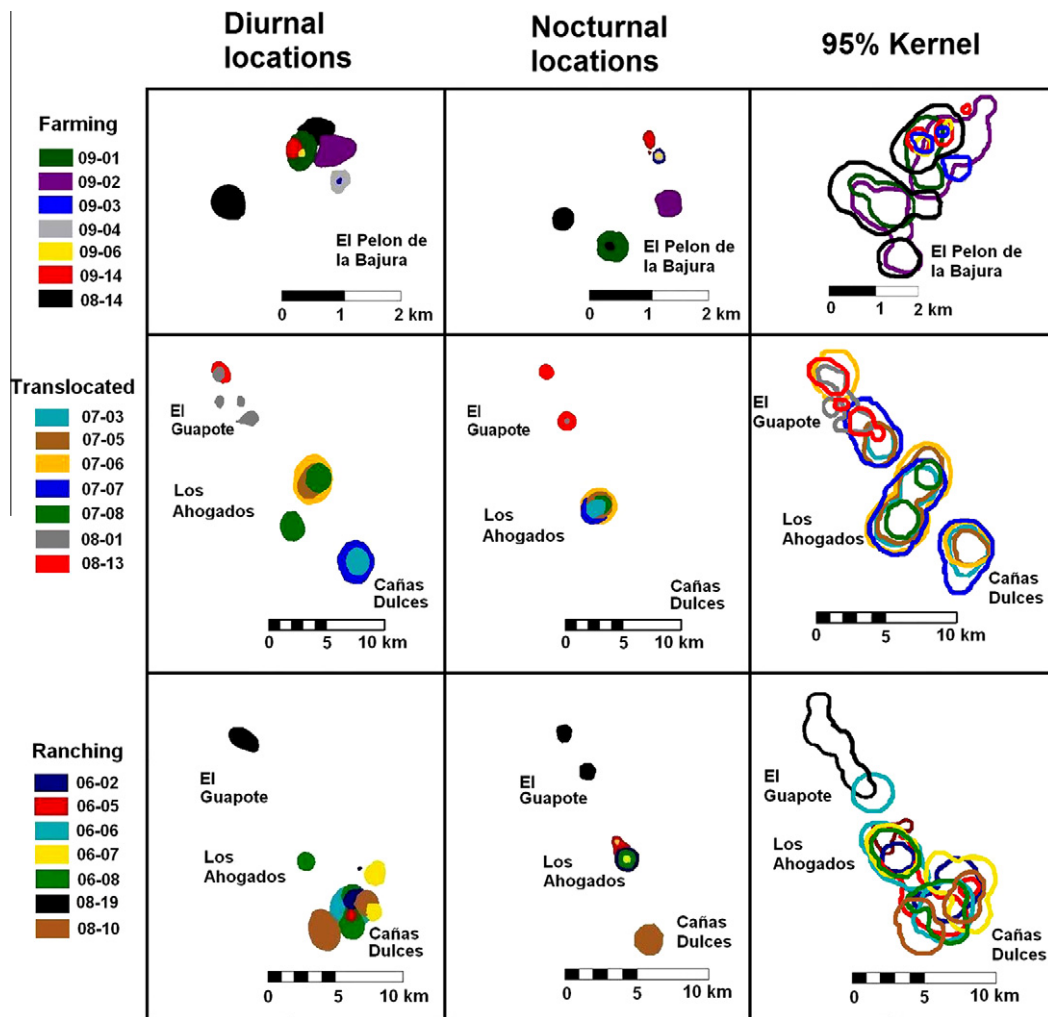 Diurnal
locations
Nocturnal
locations
95% Kernel
Farming
09-01
09-02
09-03
09-04
09-06
09-14
08-14
El Pelon de
la Bajura
0 1 2 km
El Pelon de
la Bajura
0 1 2 km
El Pelon de
la Bajura
0 1 2 km
Translocated
07-03
07-05
07-06
07-07
07-08
08-01
08-13
El
Guapote
Los
Ahogados
Cañas
Dulces
0 5 10 km
El
Guapote
Los
Ahogados
Cañas
Dulces
0 5 10 km
El
Guapote
Los
Ahogados
Cañas
Dulces
0 5 10 km
Ranching
06-02
06-05
06-06
06-07
06-08
08-19
08-10
El
Guapote
Los
Ahogados
Cañas
Dulces
0 5 10 km
El
Guapote
Los
Ahogados
Cañas
Dulces
0 5 10 km
El
Guapote
Los
Ahogados
Cañas
Dulces
0 5 10 km